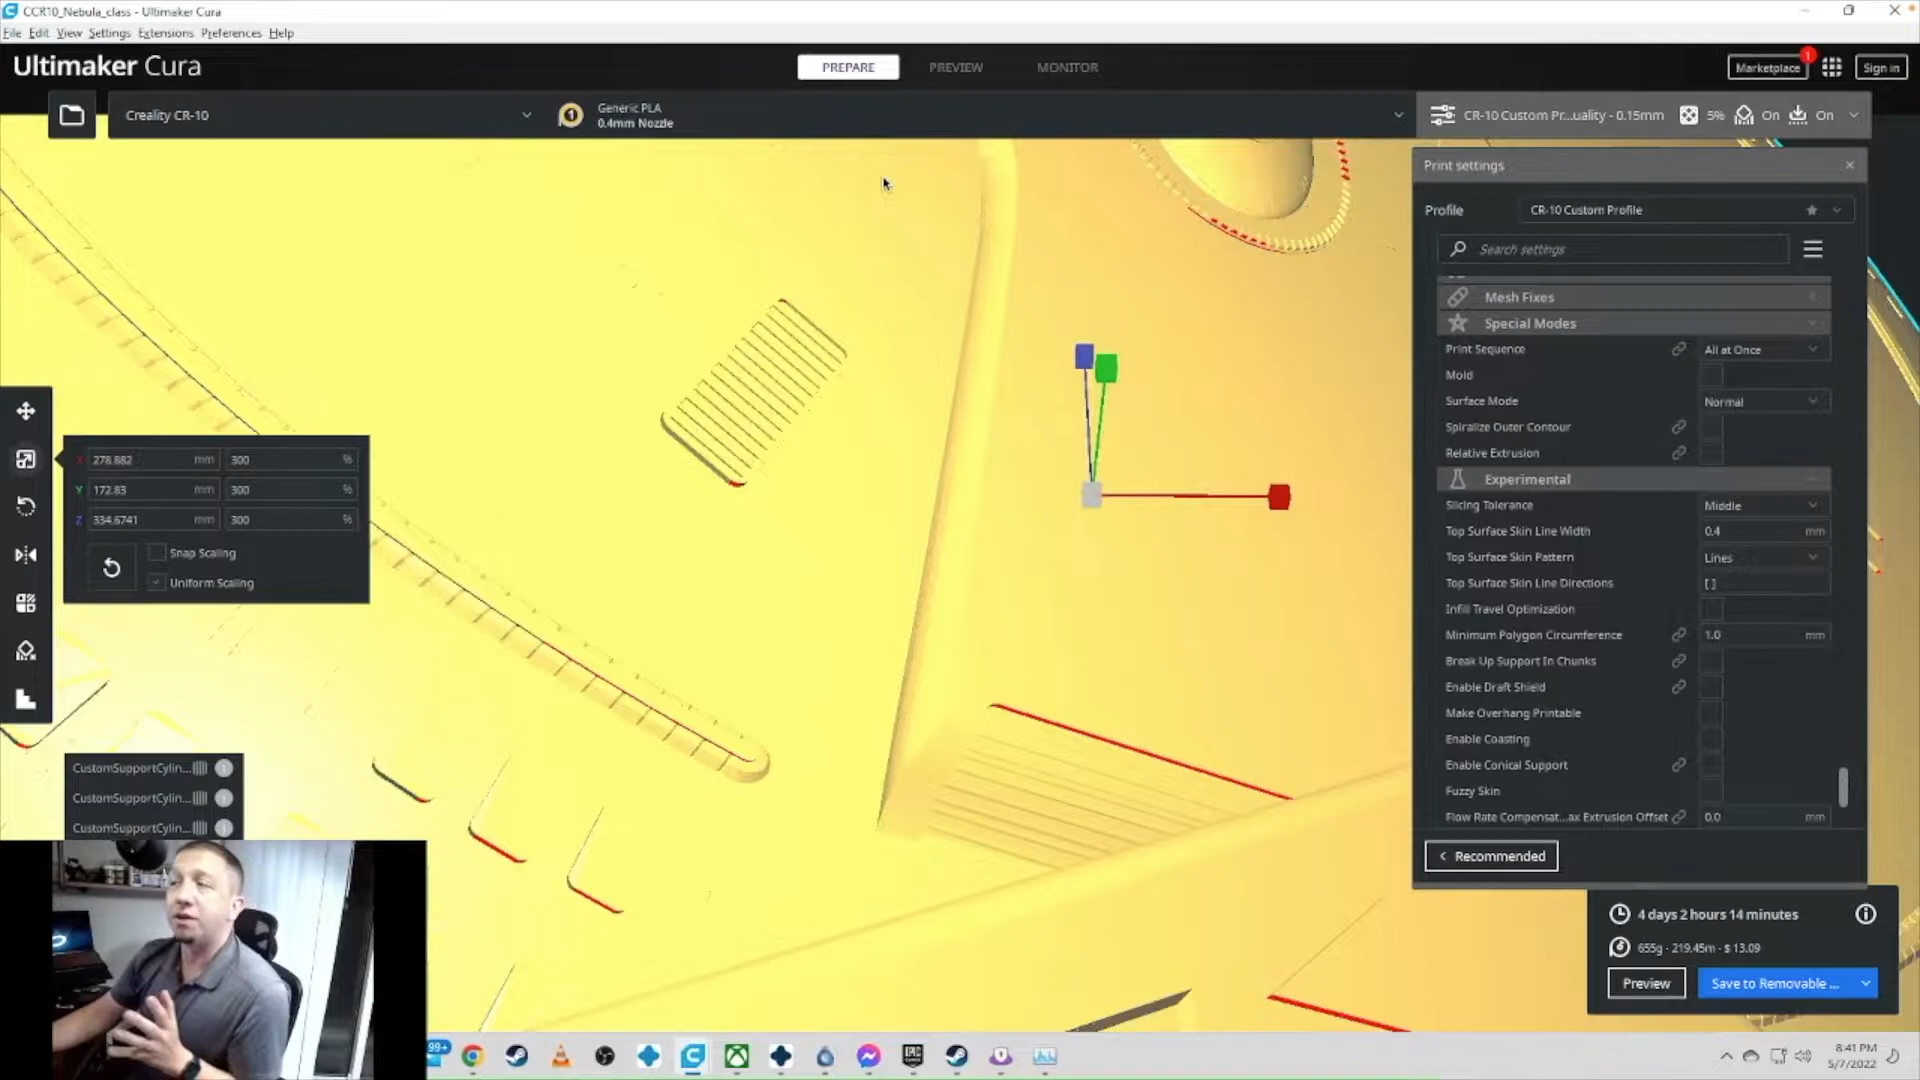 CCR10_Nebula_class - Ultimaker Cura
File Edit View Settings Extensions Preferences Help
Ultimaker Cura
PREPARE PREVIEW MONITOR
Marketplace 1 Sign in
Creality CR-10
1 Generic PLA
0.4mm Nozzle
CR-10 Custom Pr...uality - 0.15mm 5% On On
Print settings
Profile CR-10 Custom Profile
Search settings
Mesh Fixes
Special Modes
Print Sequence All at Once
Mold
Surface Mode Normal
Spiralize Outer Contour
Relative Extrusion
Experimental
Slicing Tolerance Middle
Top Surface Skin Line Width 0.4 mm
Top Surface Skin Pattern Lines
Top Surface Skin Line Directions []
Infill Travel Optimization
Minimum Polygon Circumference 1.0 mm
Break Up Support In Chunks
Enable Draft Shield
Make Overhang Printable
Enable Coasting
Enable Conical Support
Fuzzy Skin
Flow Rate Compensat...ax Extrusion Offset 0.0 mm
Recommended
X 278.882 mm 300 %
Y 172.83 mm 300 %
Z 334.6741 mm 300 %
Snap Scaling
Uniform Scaling
CustomSupportCylin... 1
CustomSupportCylin... 1
CustomSupportCylin... 1
4 days 2 hours 14 minutes
655g · 219.45m · $ 13.09
Preview Save to Removable ...
99+
EPIC
8:41 PM
5/7/2022